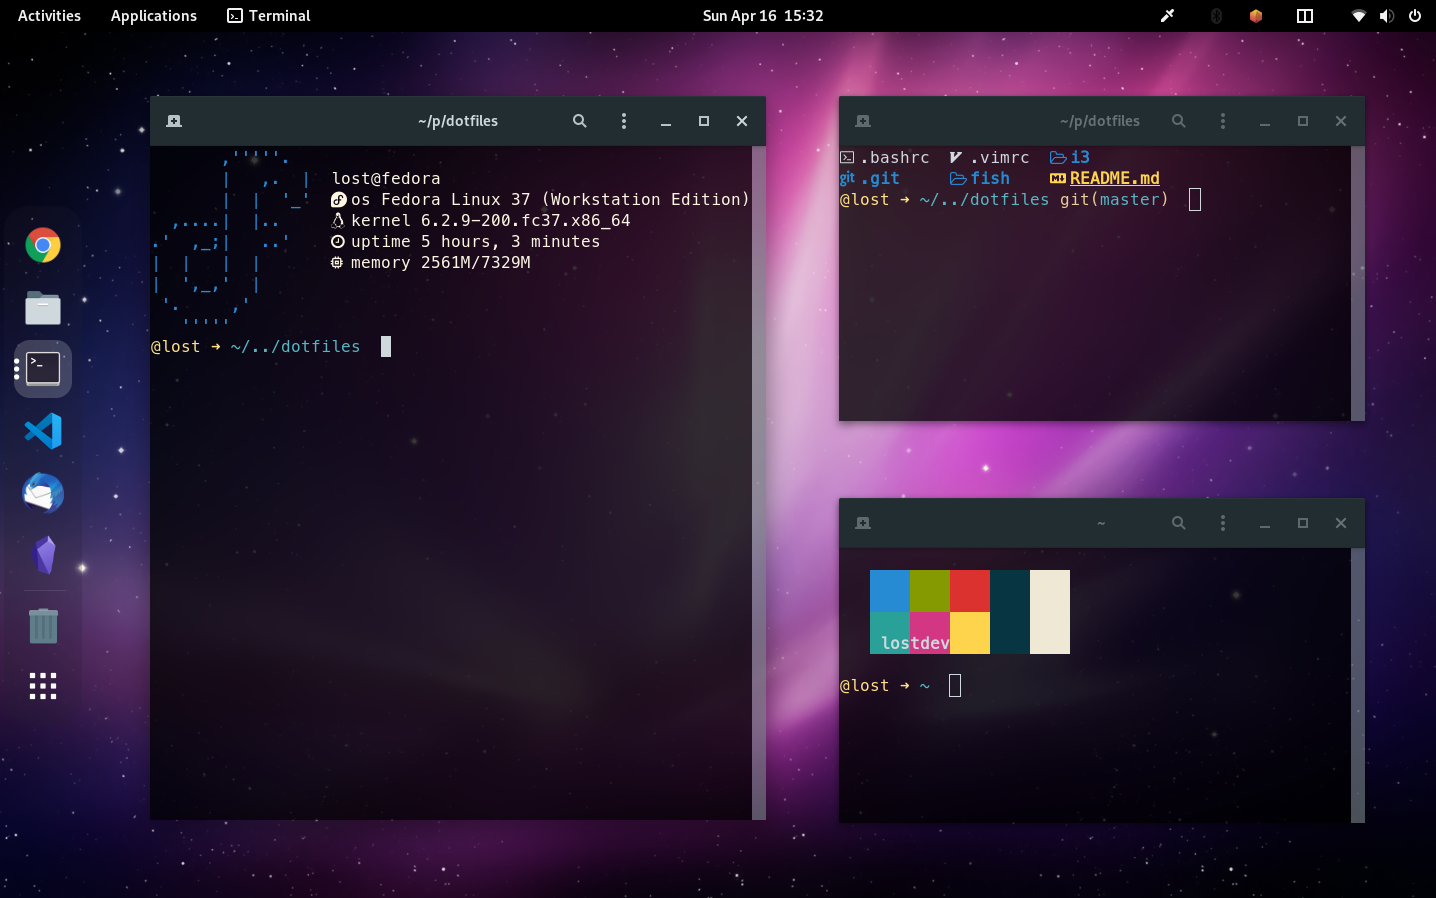 Activities Applications Terminal Sun Apr 16 15:32
~/p/dotfiles
lost@fedora
os Fedora Linux 37 (Workstation Edition)
kernel 6.2.9-200.fc37.x86_64
uptime 5 hours, 3 minutes
memory 2561M/7329M
@lost → ~/../dotfiles
~/p/dotfiles
.bashrc .vimrc i3
git .git fish README.md
@lost → ~/../dotfiles git(master)
~
lostdev
@lost → ~